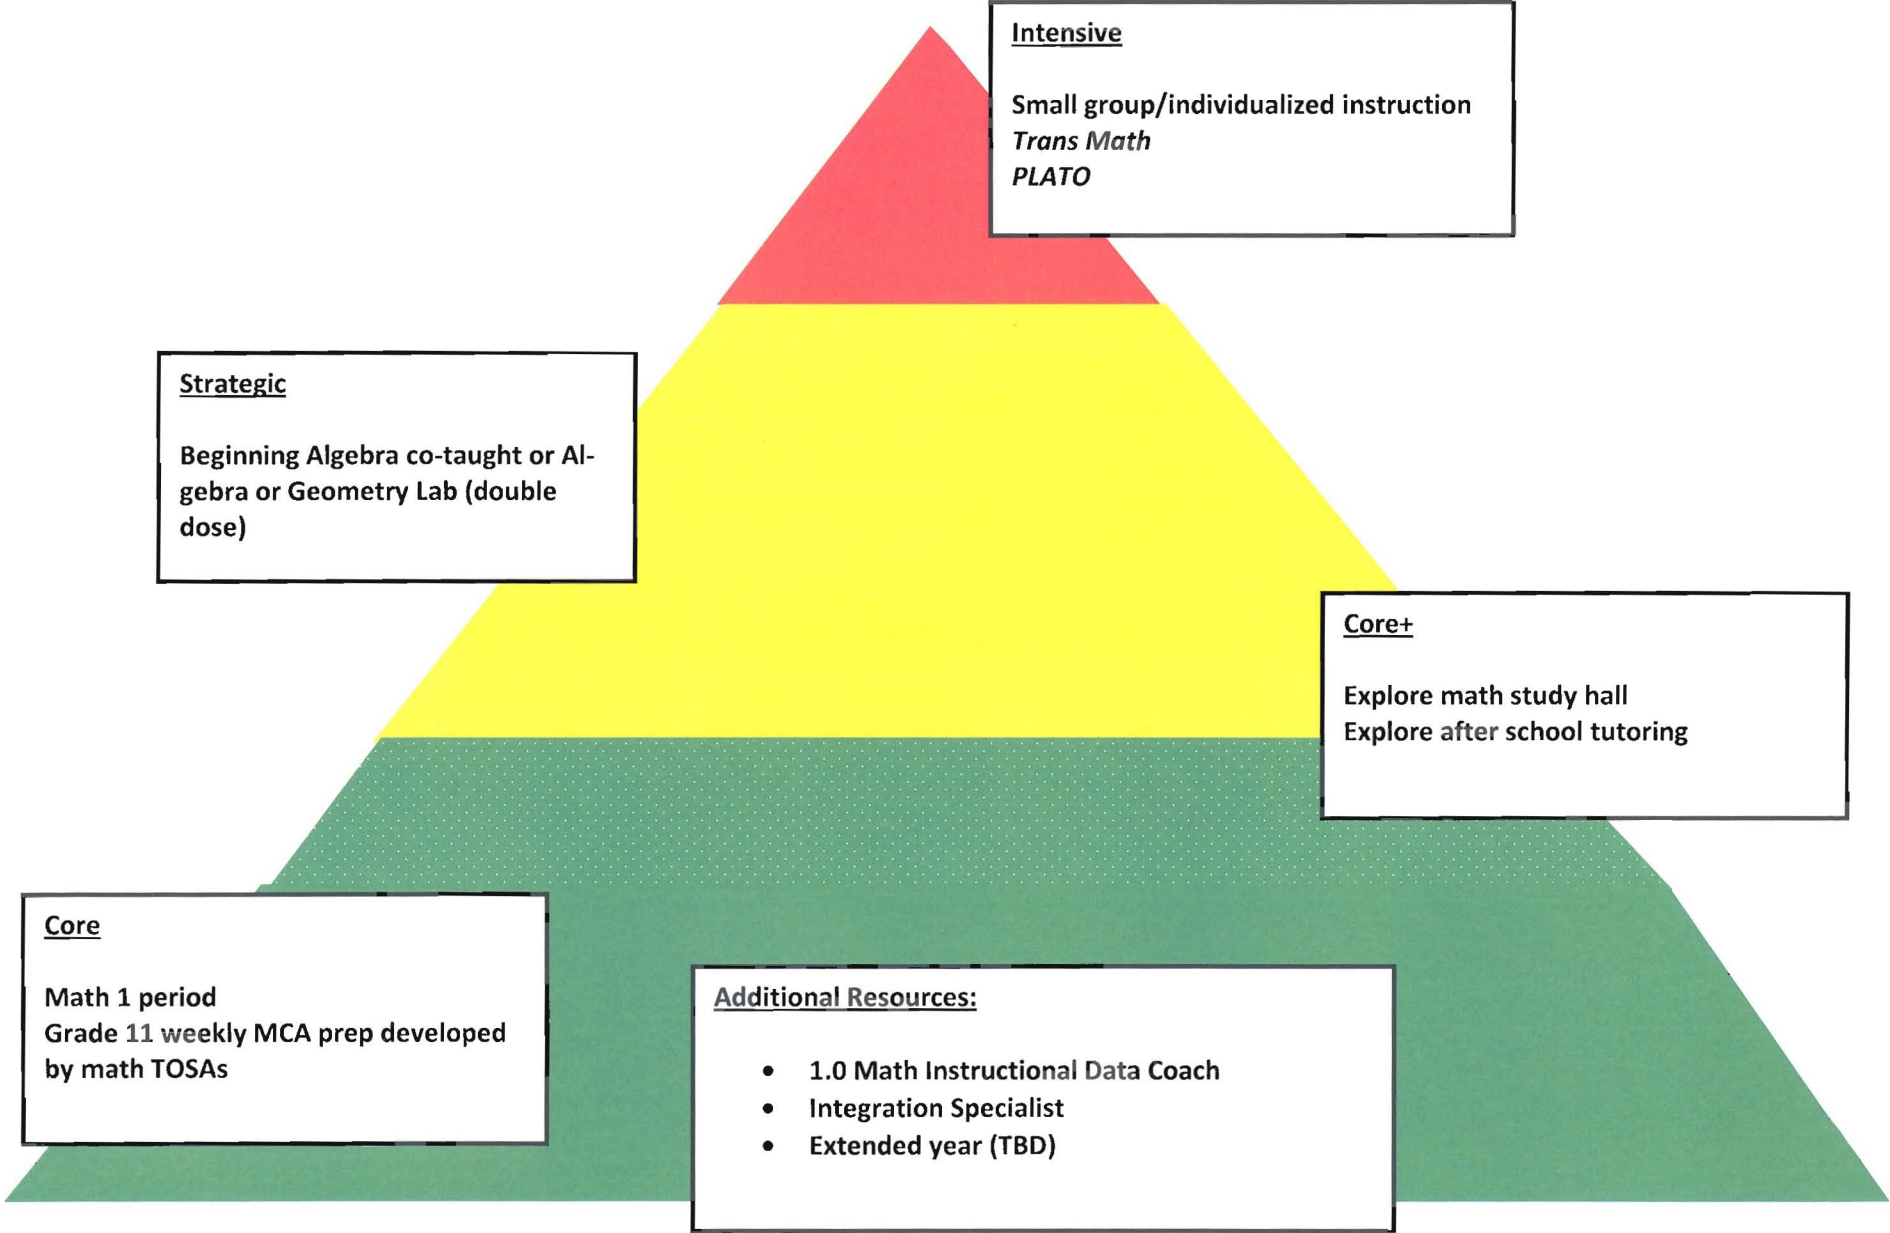 Intensive
Small group/individualized instruction
Trans Math
PLATO
Strategic
Beginning Algebra co-taught or Al-
gebra or Geometry Lab (double
dose)
Core+
Explore math study hall
Explore after school tutoring
Core
Math 1 period
Grade 11 weekly MCA prep developed
by math TOSAs
Additional Resources:
• 1.0 Math Instructional Data Coach
• Integration Specialist
• Extended year (TBD)